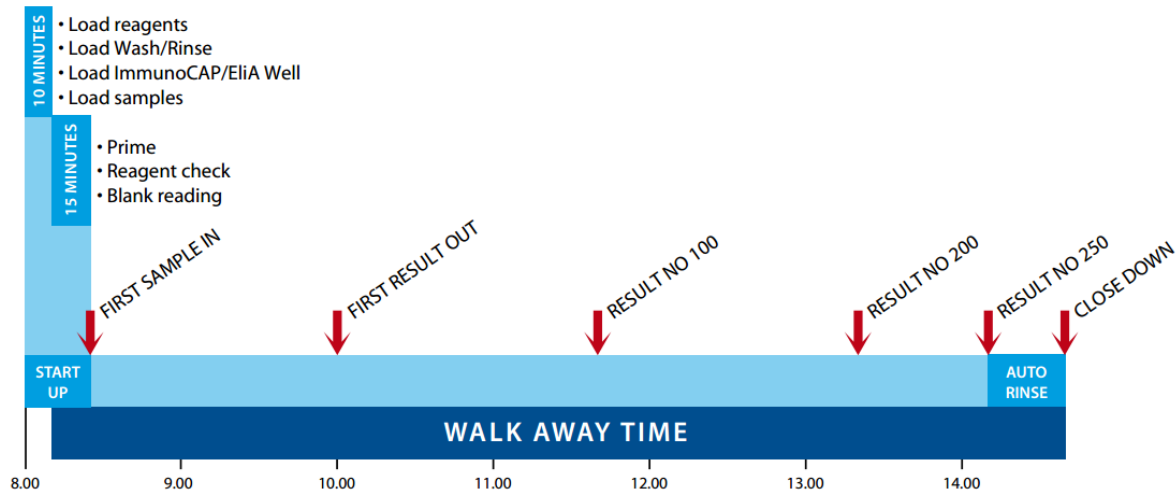 10 MINUTES
• Load reagents
• Load Wash/Rinse
• Load ImmunoCAP/EliA Well
• Load samples
15 MINUTES
• Prime
• Reagent check
• Blank reading
FIRST SAMPLE IN
FIRST RESULT OUT
RESULT NO 100
RESULT NO 200
RESULT NO 250
CLOSE DOWN
START
UP
AUTO
RINSE
WALK AWAY TIME
8.00 9.00 10.00 11.00 12.00 13.00 14.00